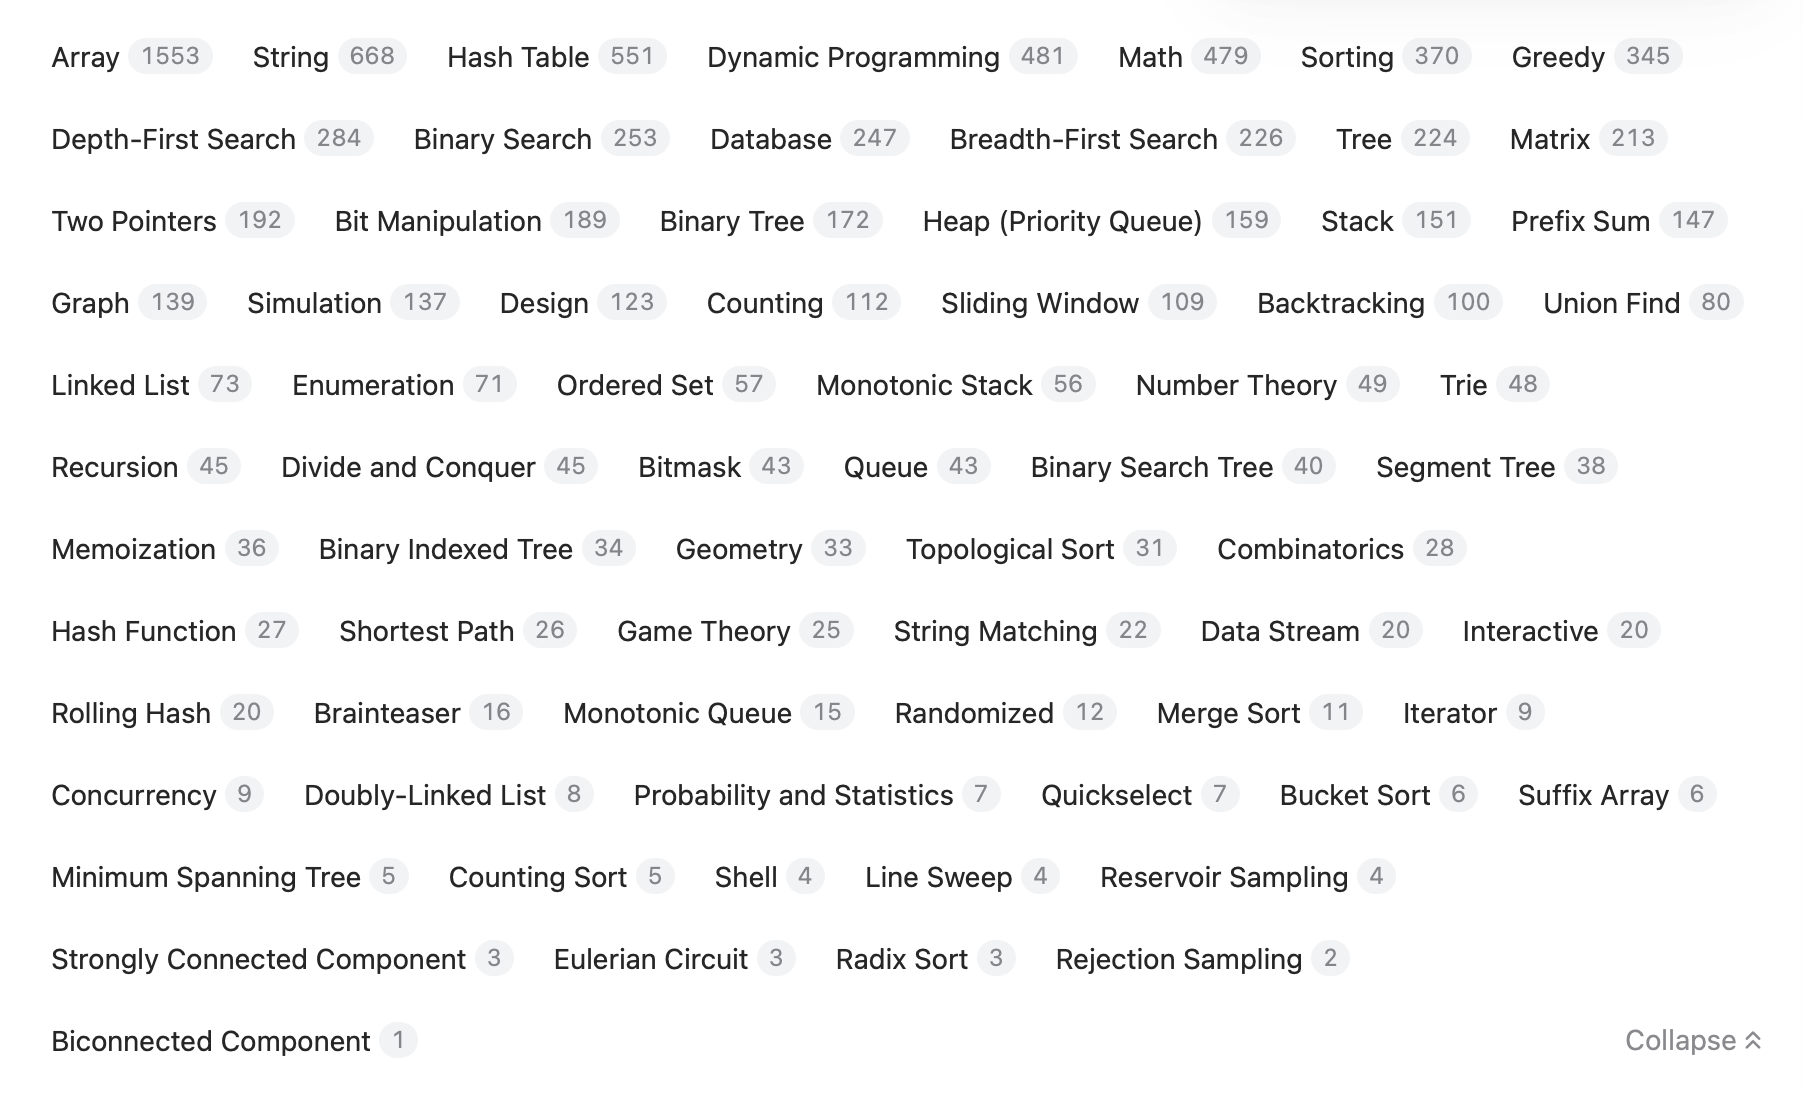 Array 1553 String 668 Hash Table 551 Dynamic Programming 481 Math 479 Sorting 370 Greedy 345
Depth-First Search 284 Binary Search 253 Database 247 Breadth-First Search 226 Tree 224 Matrix 213
Two Pointers 192 Bit Manipulation 189 Binary Tree 172 Heap (Priority Queue) 159 Stack 151 Prefix Sum 147
Graph 139 Simulation 137 Design 123 Counting 112 Sliding Window 109 Backtracking 100 Union Find 80
Linked List 73 Enumeration 71 Ordered Set 57 Monotonic Stack 56 Number Theory 49 Trie 48
Recursion 45 Divide and Conquer 45 Bitmask 43 Queue 43 Binary Search Tree 40 Segment Tree 38
Memoization 36 Binary Indexed Tree 34 Geometry 33 Topological Sort 31 Combinatorics 28
Hash Function 27 Shortest Path 26 Game Theory 25 String Matching 22 Data Stream 20 Interactive 20
Rolling Hash 20 Brainteaser 16 Monotonic Queue 15 Randomized 12 Merge Sort 11 Iterator 9
Concurrency 9 Doubly-Linked List 8 Probability and Statistics 7 Quickselect 7 Bucket Sort 6 Suffix Array 6
Minimum Spanning Tree 5 Counting Sort 5 Shell 4 Line Sweep 4 Reservoir Sampling 4
Strongly Connected Component 3 Eulerian Circuit 3 Radix Sort 3 Rejection Sampling 2
Biconnected Component 1 Collapse